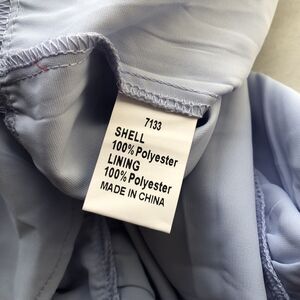 7133
SHELL
100% Polyester
LINING
100% Polyester
MADE IN CHINA